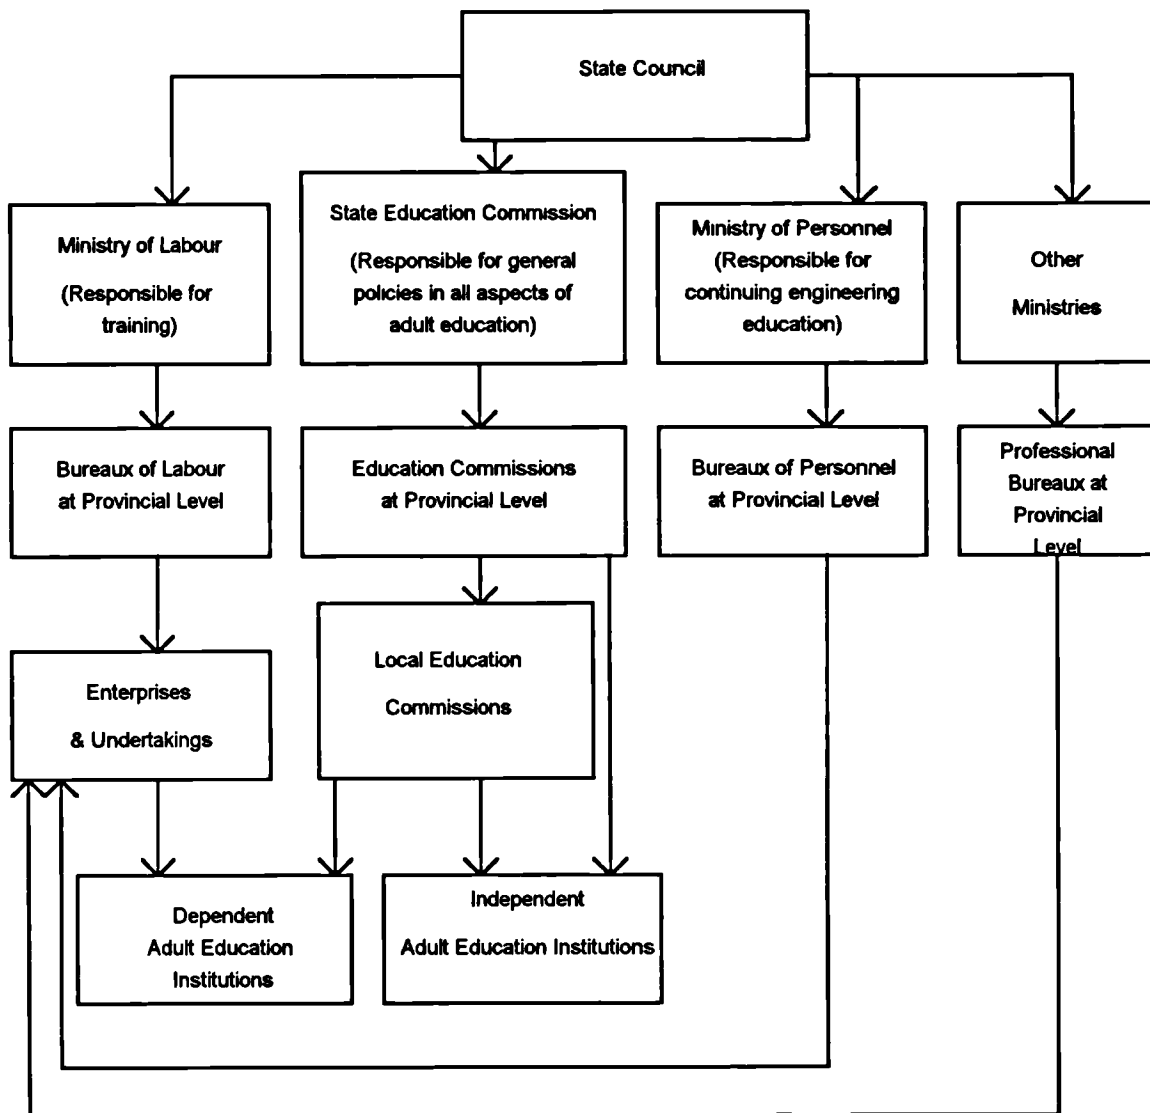 State Council
Ministry of Labour
(Responsible for
training)
State Education Commission
(Responsible for general
policies in all aspects of
adult education)
Ministry of Personnel
(Responsible for
continuing engineering
education)
Other
Ministries
Bureaux of Labour
at Provincial Level
Education Commissions
at Provincial Level
Bureaux of Personnel
at Provincial Level
Professional
Bureaux at
Provincial
Level
Enterprises
& Undertakings
Local Education
Commissions
Dependent
Adult Education
Institutions
Independent
Adult Education Institutions